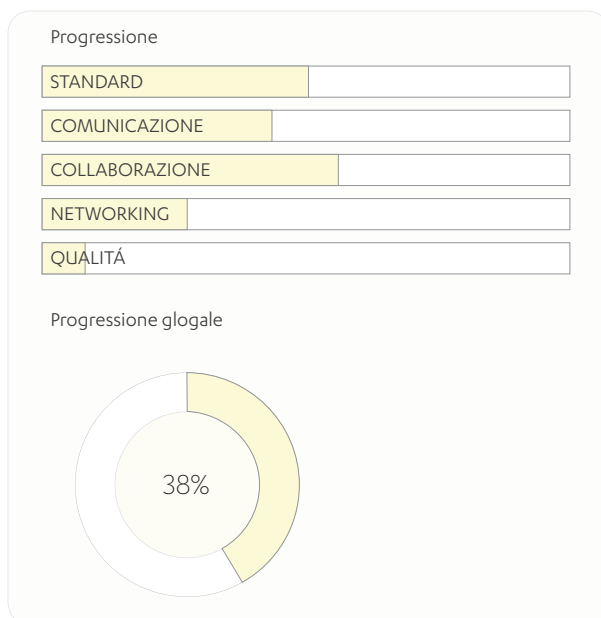 Progressione
STANDARD
COMUNICAZIONE
COLLABORAZIONE
NETWORKING
QUALITÁ
Progressione glogale
38%